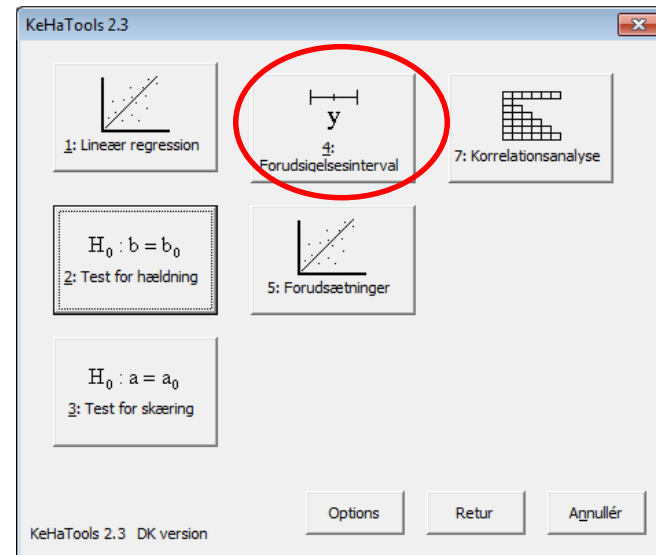 KeHaTools 2.3
1: Lineær regression
y
4:
Forudsigelsesinterval
7: Korrelationsanalyse
H₀ : b = b₀
2: Test for hældning
5: Forudsætninger
H₀ : a = a₀
3: Test for skæring
Options
Retur
Annullér
KeHaTools 2.3 DK version